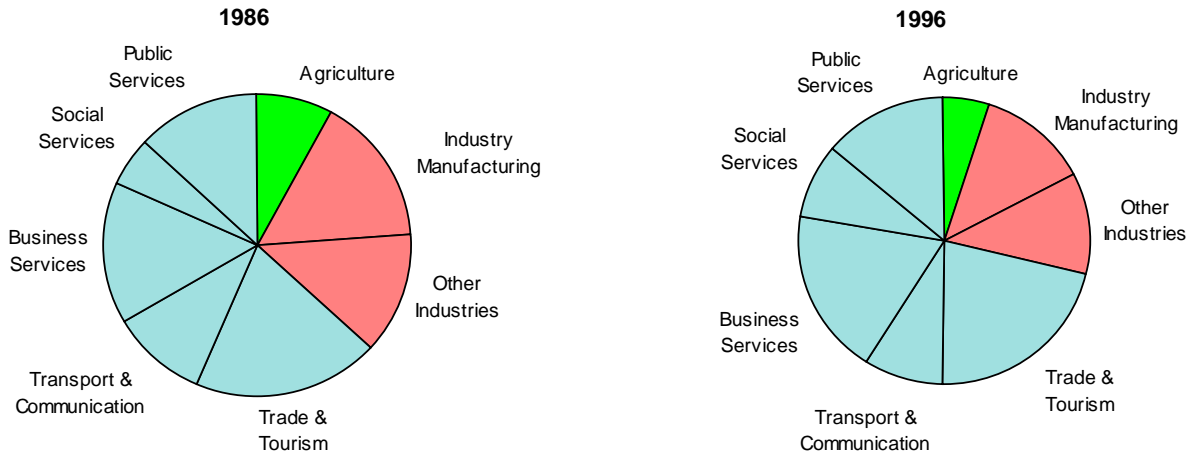 1986
Public
Services
Agriculture
Social
Services
Industry
Manufacturing
Business
Services
Other
Industries
Transport &
Communication
Trade &
Tourism
1996
Public
Services
Agriculture
Industry
Manufacturing
Social
Services
Other
Industries
Business
Services
Trade &
Tourism
Transport &
Communication